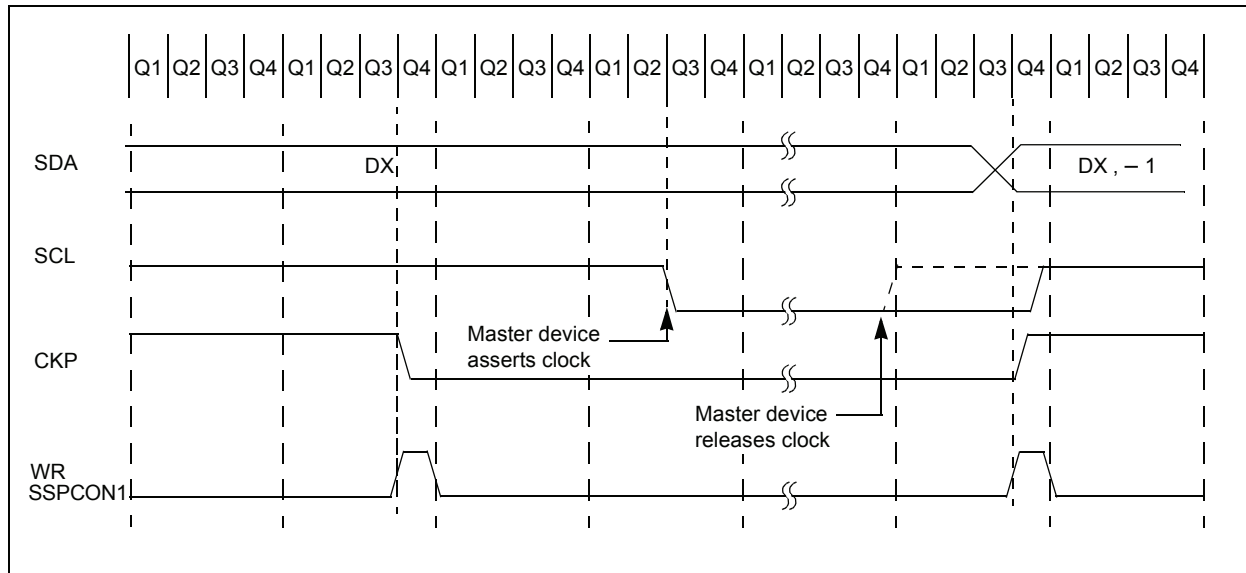 Q1 Q2 Q3 Q4 Q1 Q2 Q3 Q4 Q1 Q2 Q3 Q4 Q1 Q2 Q3 Q4 Q1 Q2 Q3 Q4 Q1 Q2 Q3 Q4 Q1 Q2 Q3 Q4
SDA
DX
DX , – 1
SCL
Master device
asserts clock
CKP
Master device
releases clock
WR
SSPCON1